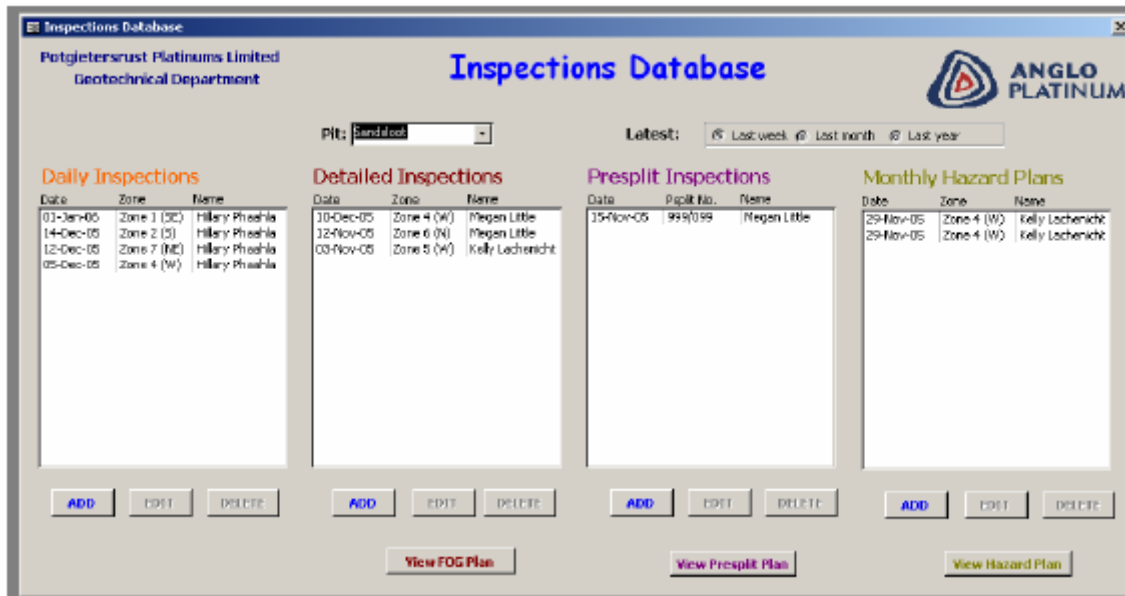 Inspections Database
Potgietersrust Platinums Limited
Geotechnical Department
Inspections Database
ANGLO
PLATINUM
Pit: Sandsloot
Latest: Last week Last month Last year
Daily Inspections
Date Zone Name
01-Jan-06 Zone 1 (SE) Hillary Phaahla
14-Dec-05 Zone 2 (S) Hillary Phaahla
12-Dec-05 Zone 7 (NE) Hillary Phaahla
05-Dec-05 Zone 4 (W) Hillary Phaahla
ADD EDIT DELETE
Detailed Inspections
Date Zone Name
10-Dec-05 Zone 4 (W) Megan Little
12-Nov-05 Zone 6 (N) Megan Little
03-Nov-05 Zone 5 (W) Kelly Lachenicht
ADD EDIT DELETE
View FOG Plan
Presplit Inspections
Date Psplit No. Name
15-Nov-05 999/099 Megan Little
ADD EDIT DELETE
View Presplit Plan
Monthly Hazard Plans
Date Zone Name
29-Nov-05 Zone 4 (W) Kelly Lachenicht
29-Nov-05 Zone 4 (W) Kelly Lachenicht
ADD EDIT DELETE
View Hazard Plan